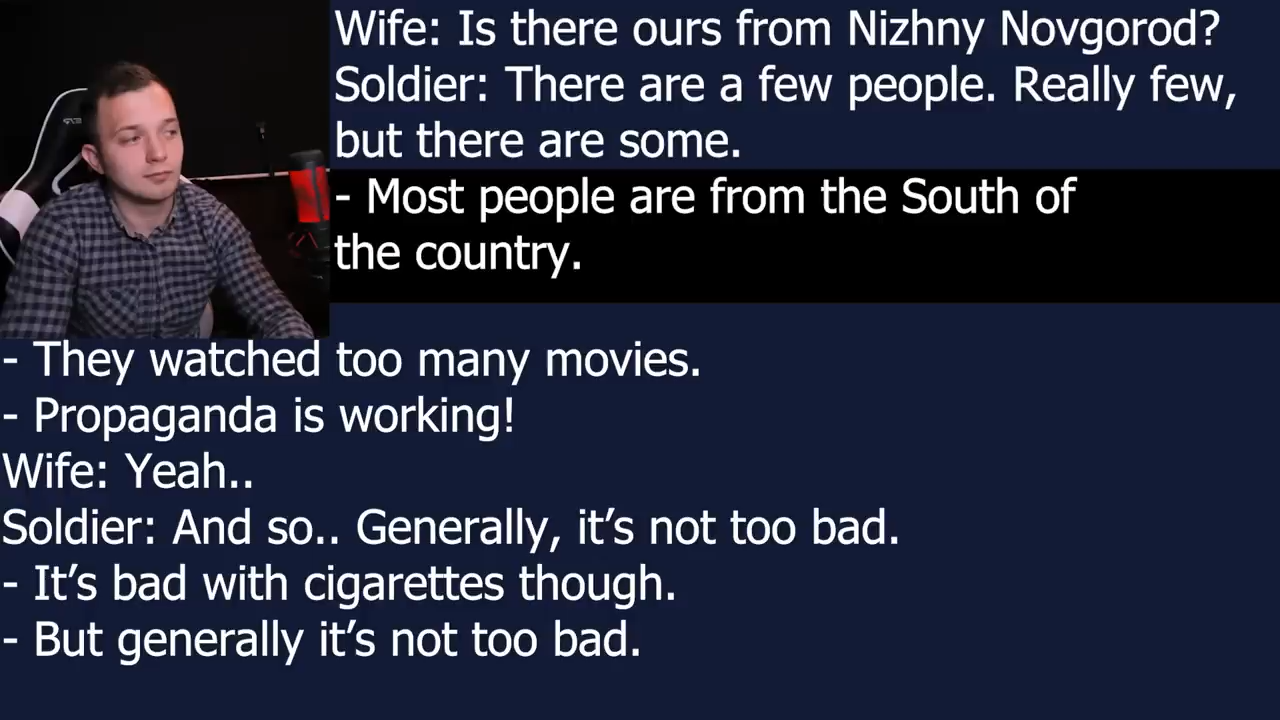 Wife: Is there ours from Nizhny Novgorod?
Soldier: There are a few people. Really few,
but there are some.
- Most people are from the South of
the country.
- They watched too many movies.
- Propaganda is working!
Wife: Yeah..
Soldier: And so.. Generally, it’s not too bad.
- It’s bad with cigarettes though.
- But generally it’s not too bad.